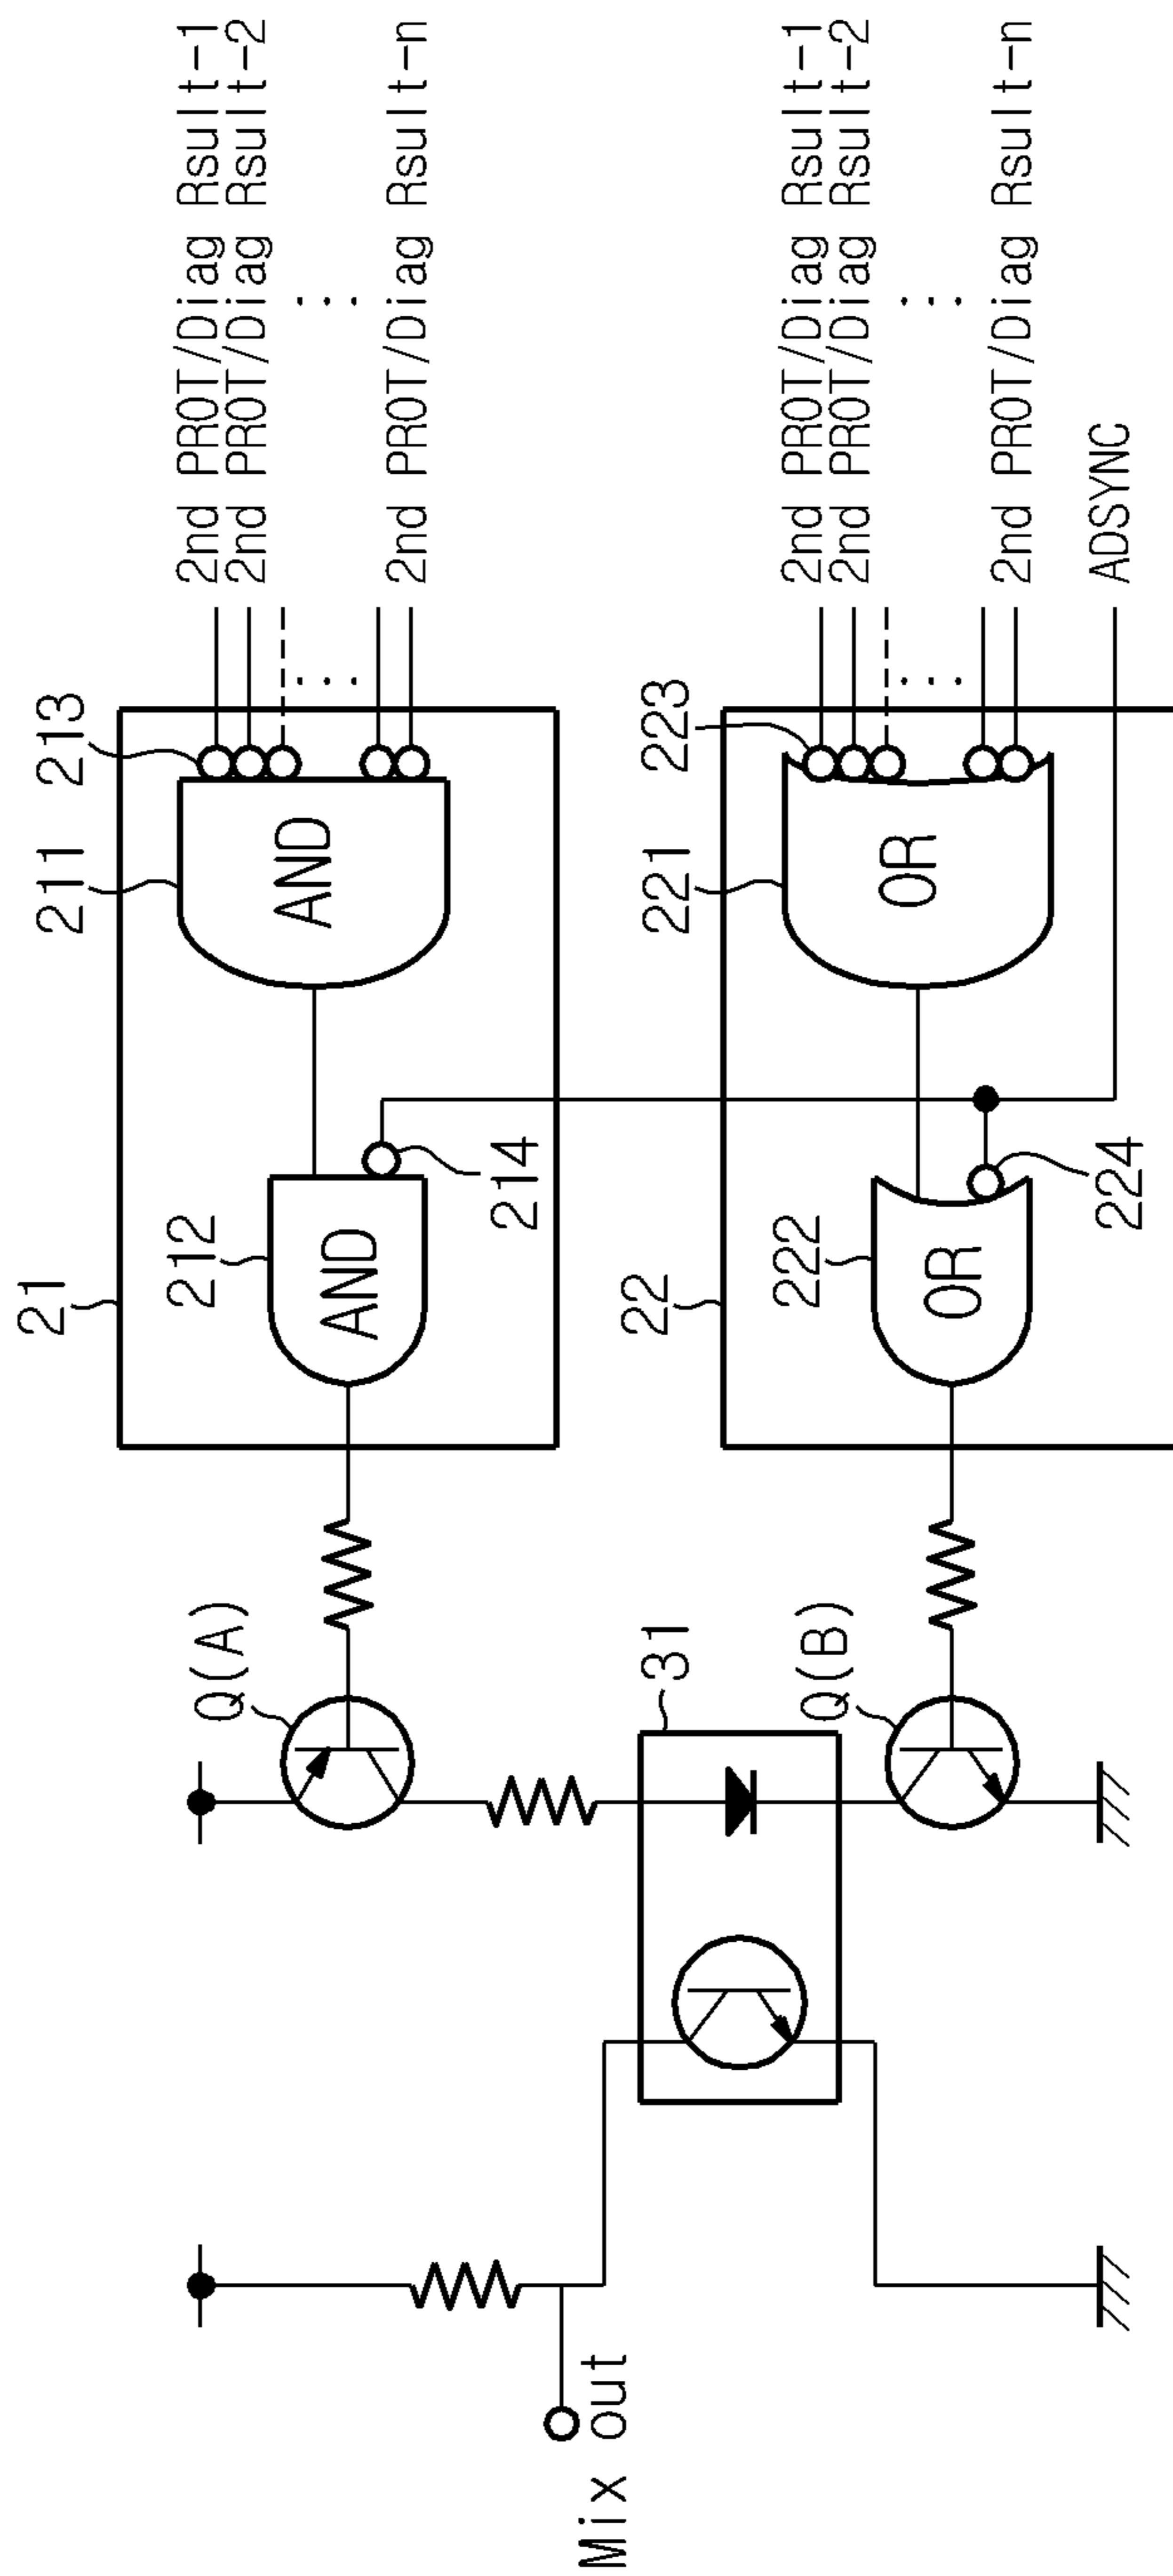 21
211
213
212
AND
AND
214
2nd PROT/Diag Rsult-1
2nd PROT/Diag Rsult-2
2nd PROT/Diag Rsult-n
Q(A)
22
221
223
222
OR
OR
224
2nd PROT/Diag Rsult-1
2nd PROT/Diag Rsult-2
2nd PROT/Diag Rsult-n
ADSYNC
31
Q(B)
Mix out